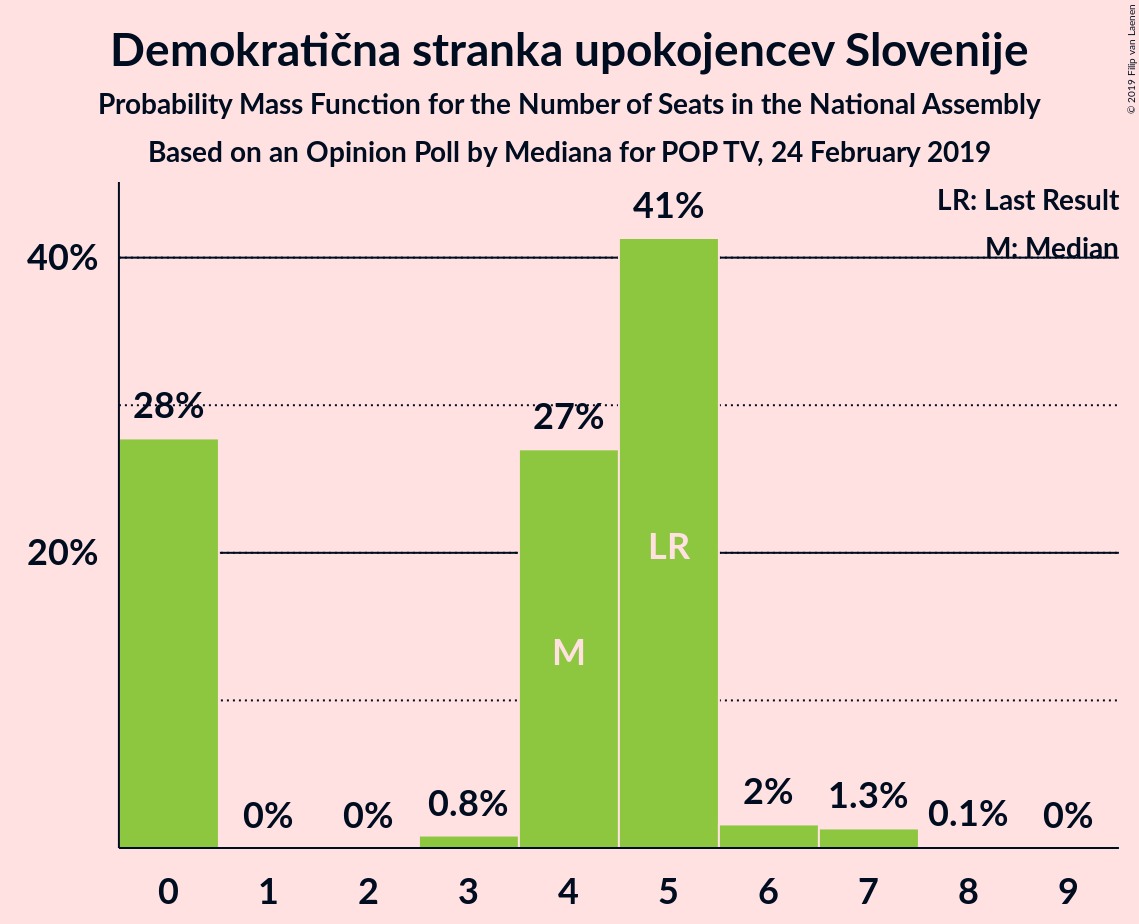 Demokratična stranka upokojencev Slovenije
Probability Mass Function for the Number of Seats in the National Assembly
Based on an Opinion Poll by Mediana for POP TV, 24 February 2019
© 2019 Filip van Laenen
LR: Last Result
M: Median
40%
20%
28%
0%
0%
0.8%
27%
41%
2%
1.3%
0.1%
0%
M
LR
0 1 2 3 4 5 6 7 8 9